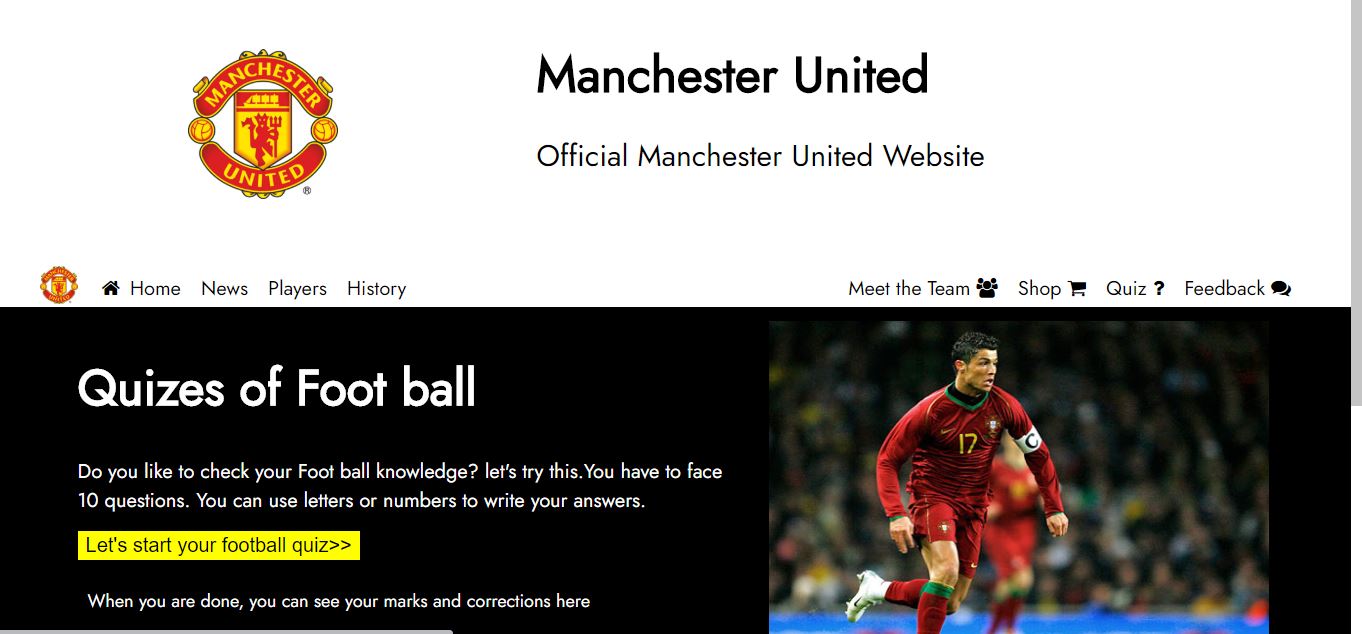 MANCHESTER
UNITED
®
Manchester United
Official Manchester United Website
MANCHESTER
UNITED
Home News Players History Meet the Team Shop Quiz ? Feedback
Quizes of Foot ball
Do you like to check your Foot ball knowledge? let's try this.You have to face
10 questions. You can use letters or numbers to write your answers.
Let's start your football quiz>>
When you are done, you can see your marks and corrections here
17
C